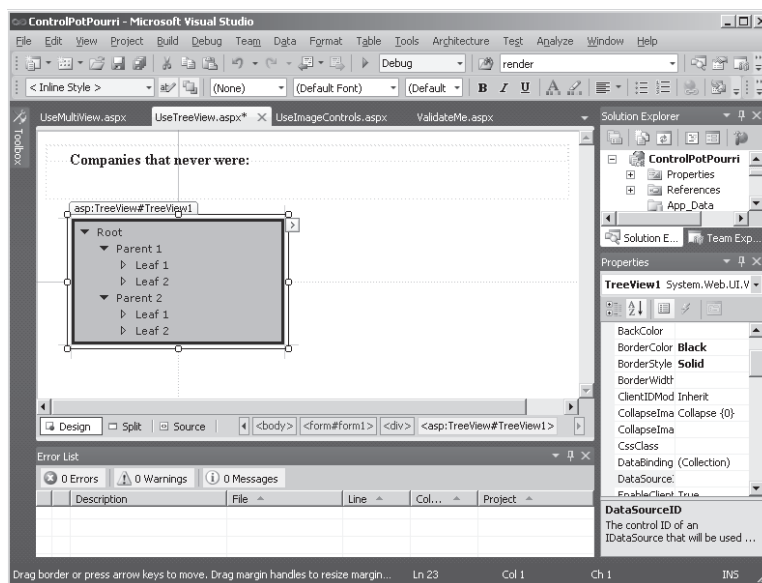 ControlPotPourri - Microsoft Visual Studio
File Edit View Project Build Debug Team Data Format Table Tools Architecture Test Analyze Window Help
Debug render
< Inline Style > (None) (Default Font) (Default B I U A
Toolbox
UseMultiView.aspx UseTreeView.aspx* UseImageControls.aspx ValidateMe.aspx
Companies that never were:
asp:TreeView#TreeView1
Root
Parent 1
Leaf 1
Leaf 2
Parent 2
Leaf 1
Leaf 2
Design Split Source <body> <form#form1> <div> <asp:TreeView#TreeView1>
Error List
0 Errors 0 Warnings 0 Messages
Description File Line Col... Project
Solution Explorer
ControlPotPourri
Properties
References
App_Data
Solution E... Team Exp...
Properties
TreeView1 System.Web.UI.V
BackColor
BorderColor Black
BorderStyle Solid
BorderWidth
ClientIDMod Inherit
CollapseIma Collapse {0}
CollapseIma
CssClass
DataBinding (Collection)
DataSource
EnableClient True
DataSourceID
The control ID of an
IDataSource that will be used ...
Drag border or press arrow keys to move. Drag margin handles to resize margin... Ln 23 Col 1 Ch 1 INS